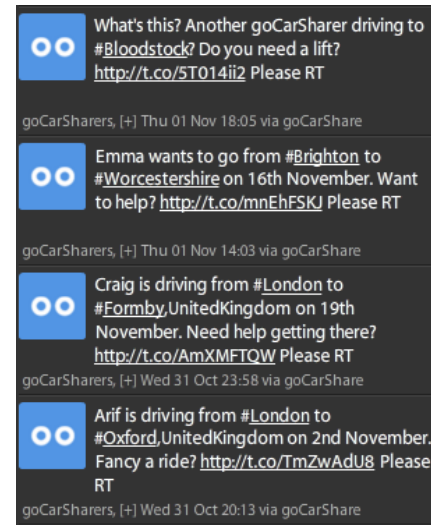 What's this? Another goCarSharer driving to
#Bloodstock? Do you need a lift?
http://t.co/5T014ii2 Please RT
goCarSharers, [+] Thu 01 Nov 18:05 via goCarShare
Emma wants to go from #Brighton to
#Worcestershire on 16th November. Want
to help? http://t.co/mnEhFSKJ Please RT
goCarSharers, [+] Thu 01 Nov 14:03 via goCarShare
Craig is driving from #London to
#Formby,UnitedKingdom on 19th
November. Need help getting there?
http://t.co/AmXMFTQW Please RT
goCarSharers, [+] Wed 31 Oct 23:58 via goCarShare
Arif is driving from #London to
#Oxford,UnitedKingdom on 2nd November.
Fancy a ride? http://t.co/TmZwAdU8 Please
RT
goCarSharers, [+] Wed 31 Oct 20:13 via goCarShare